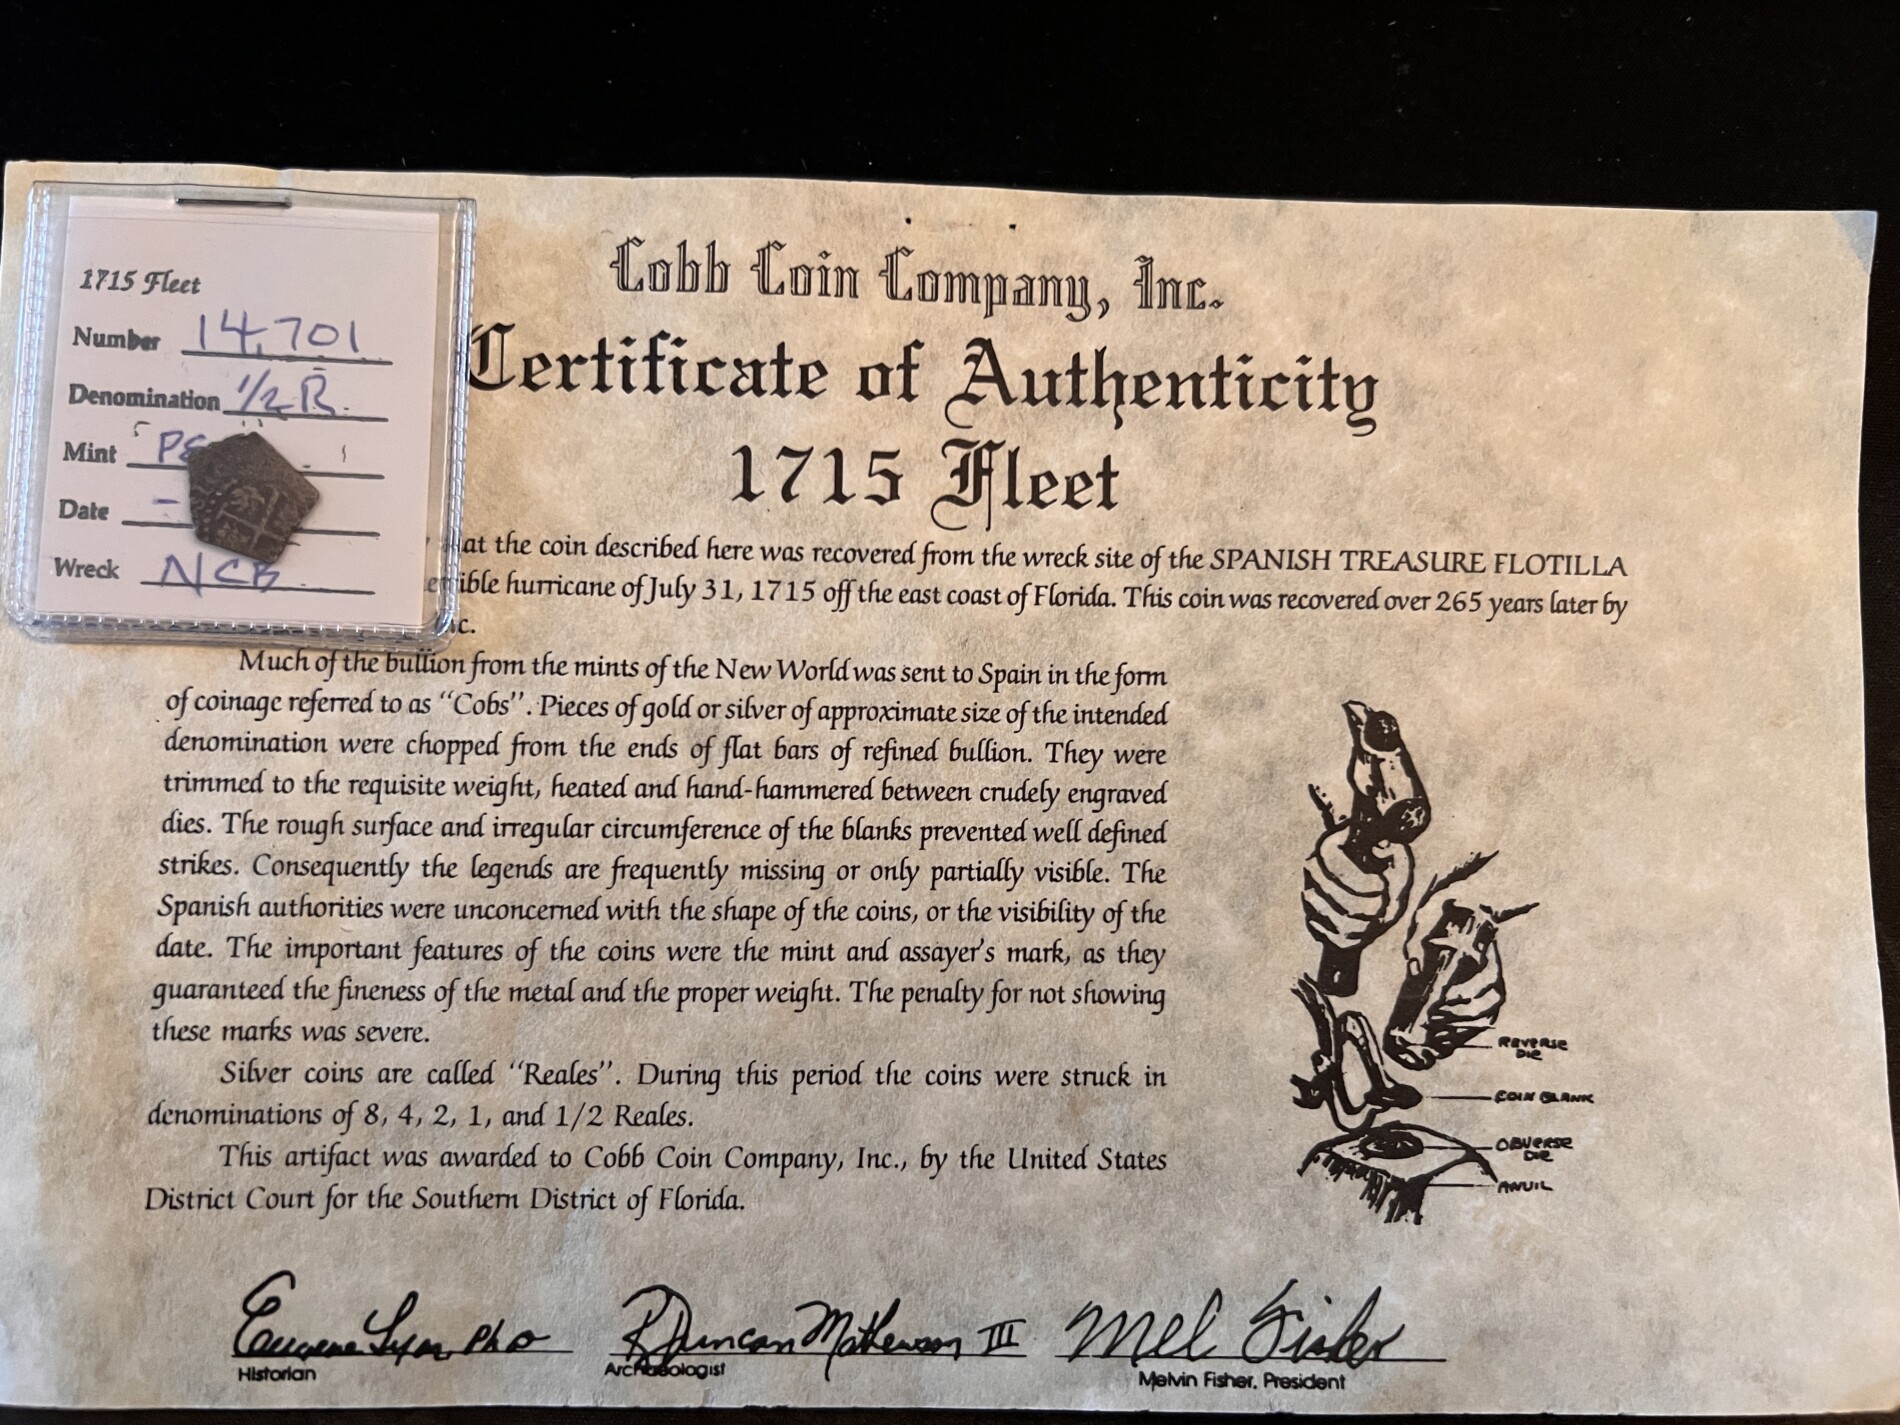 1715 Fleet
Number 14,701
Denomination 1/2 R
Mint
Date -
Wreck NCB
Cobb Coin Company, Inc.
Certificate of Authenticity
1715 Fleet
at the coin described here was recovered from the wreck site of the SPANISH TREASURE FLOTILLA
rible hurricane of July 31, 1715 off the east coast of Florida. This coin was recovered over 265 years later by
nc.
Much of the bullion from the mints of the New World was sent to Spain in the form
of coinage referred to as "Cobs". Pieces of gold or silver of approximate size of the intended
denomination were chopped from the ends of flat bars of refined bullion. They were
trimmed to the requisite weight, heated and hand-hammered between crudely engraved
dies. The rough surface and irregular circumference of the blanks prevented well defined
strikes. Consequently the legends are frequently missing or only partially visible. The
Spanish authorities were unconcerned with the shape of the coins, or the visibility of the
date. The important features of the coins were the mint and assayer's mark, as they
guaranteed the fineness of the metal and the proper weight. The penalty for not showing
these marks was severe.
Silver coins are called "Reales". During this period the coins were struck in
denominations of 8, 4, 2, 1, and 1/2 Reales.
This artifact was awarded to Cobb Coin Company, Inc., by the United States
District Court for the Southern District of Florida.
REVERSE
DIE
COIN BLANK
OBVERSE
DIE
ANVIL
Eugene Lyon, PhD
Historian
R Duncan Mathewson III
Archaeologist
Mel Fisher
Melvin Fisher, President